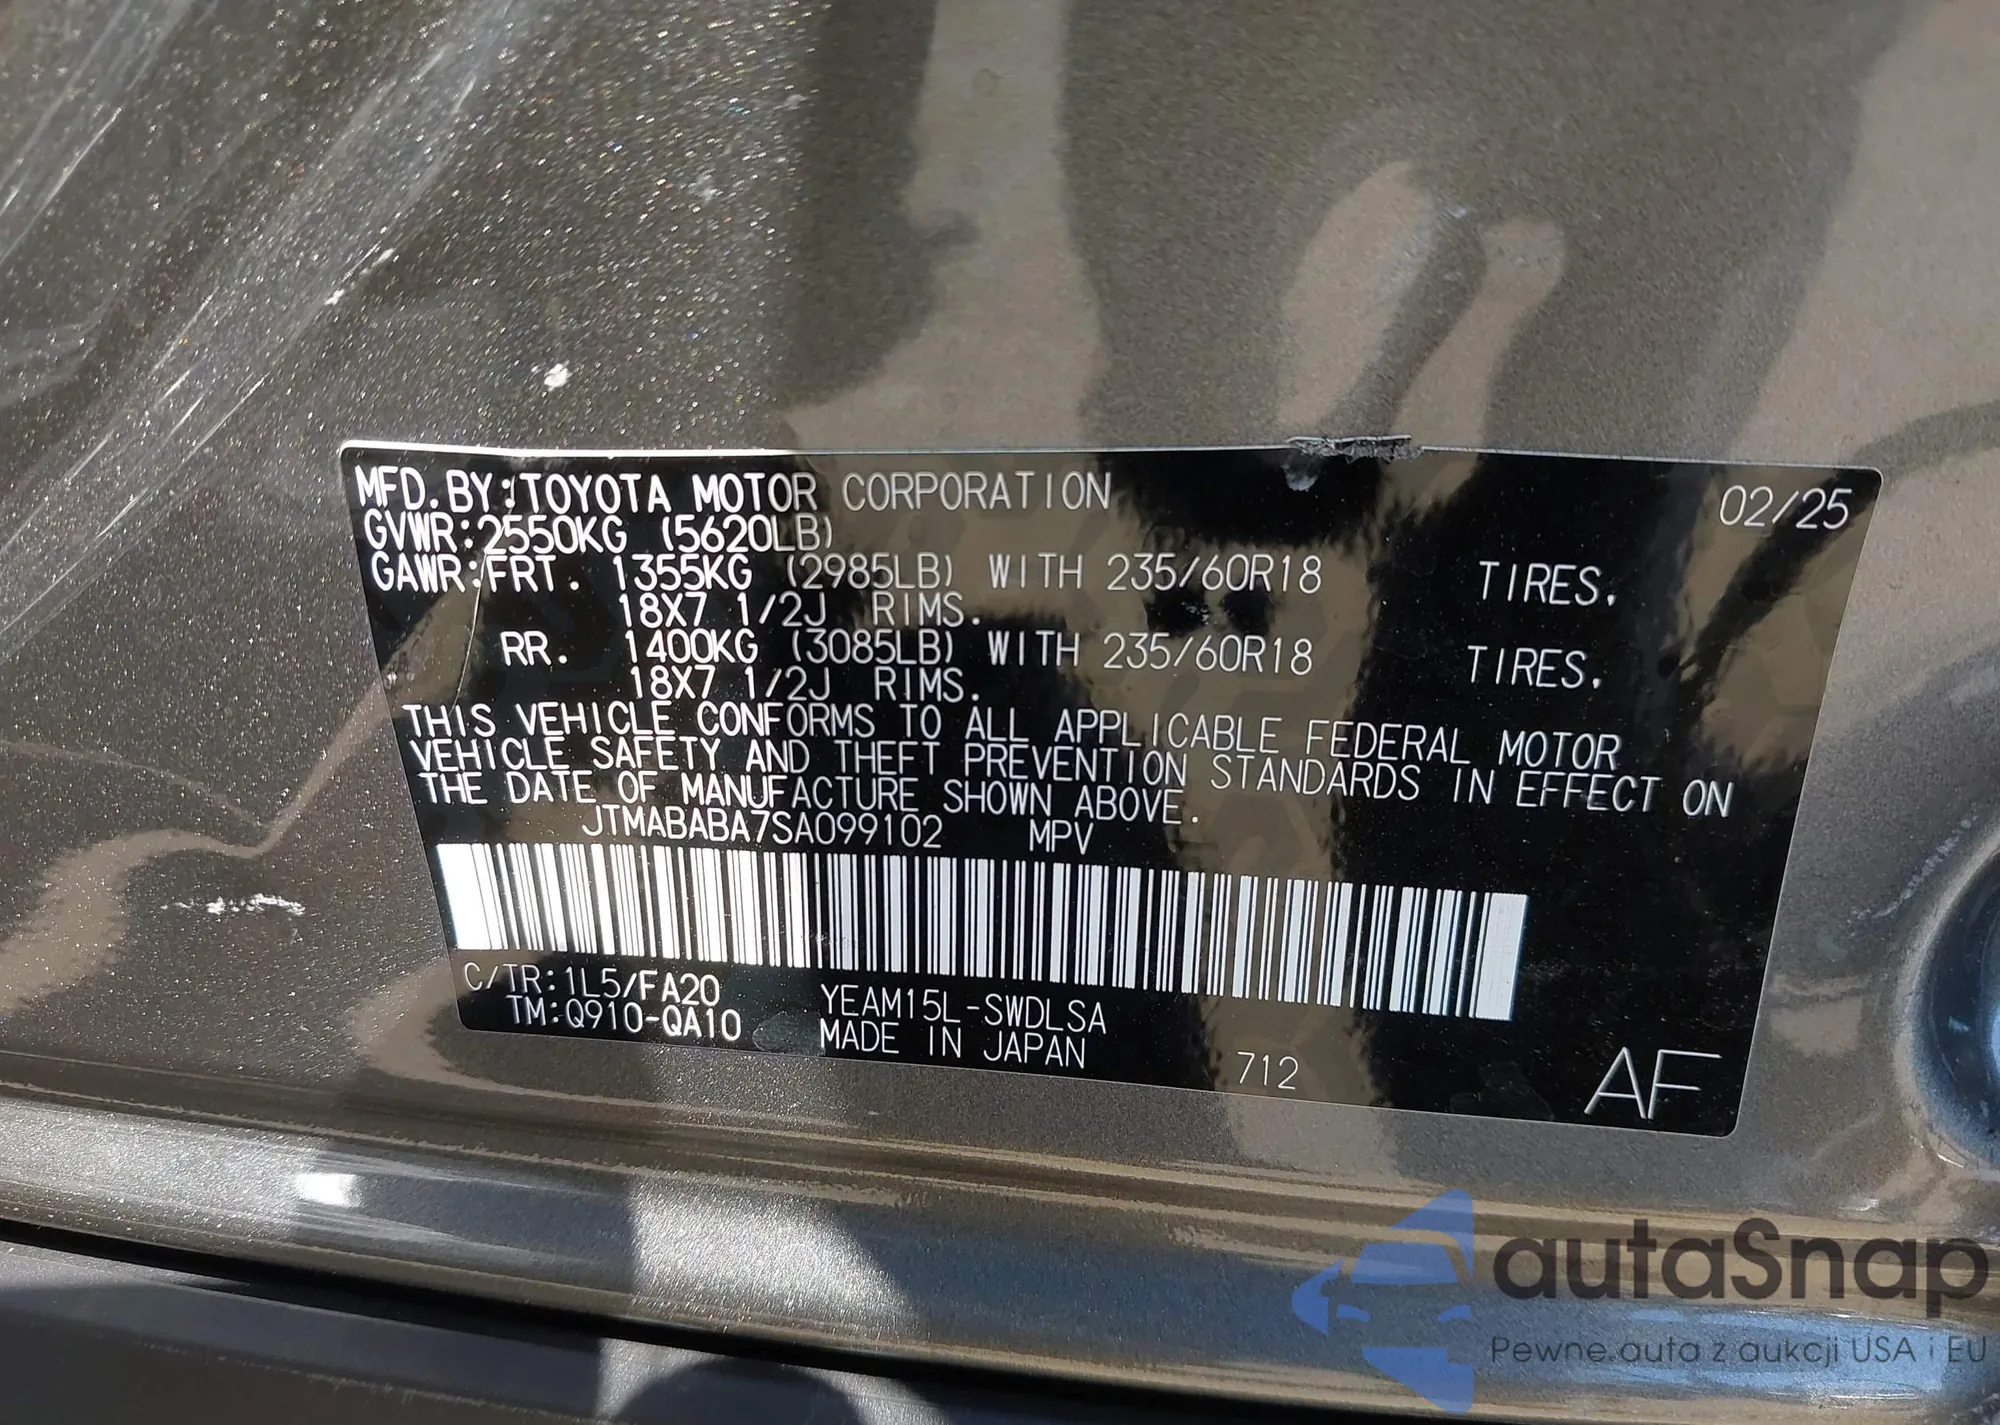 MFD.BY:TOYOTA MOTOR CORPORATION 02/25
GVWR:2550KG (5620LB)
GAWR:FRT. 1355KG (2985LB) WITH 235/60R18 TIRES,
18X7 1/2J RIMS.
RR. 1400KG (3085LB) WITH 235/60R18 TIRES,
18X7 1/2J RIMS.
THIS VEHICLE CONFORMS TO ALL APPLICABLE FEDERAL MOTOR
VEHICLE SAFETY AND THEFT PREVENTION STANDARDS IN EFFECT ON
THE DATE OF MANUFACTURE SHOWN ABOVE.
JTMABABA7SA099102 MPV
C/TR:1L5/FA20 YEAM15L-SWDLSA
TM:Q910-QA10 MADE IN JAPAN 712 AF
autaSnap
Pewne auta z aukcji USA i EU